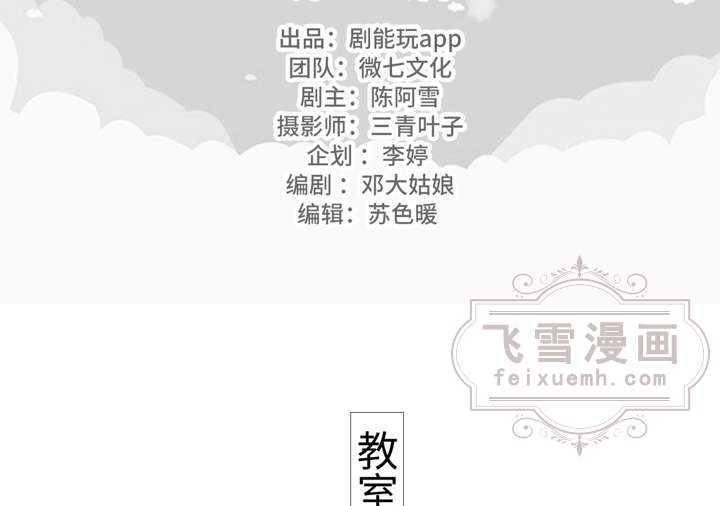 出品：剧能玩app
团队：微七文化
剧主：陈阿雪
摄影师：三青叶子
企划：李婷
编剧：邓大姑娘
编辑：苏色暖
飞雪漫画
feixuemh.com
教室